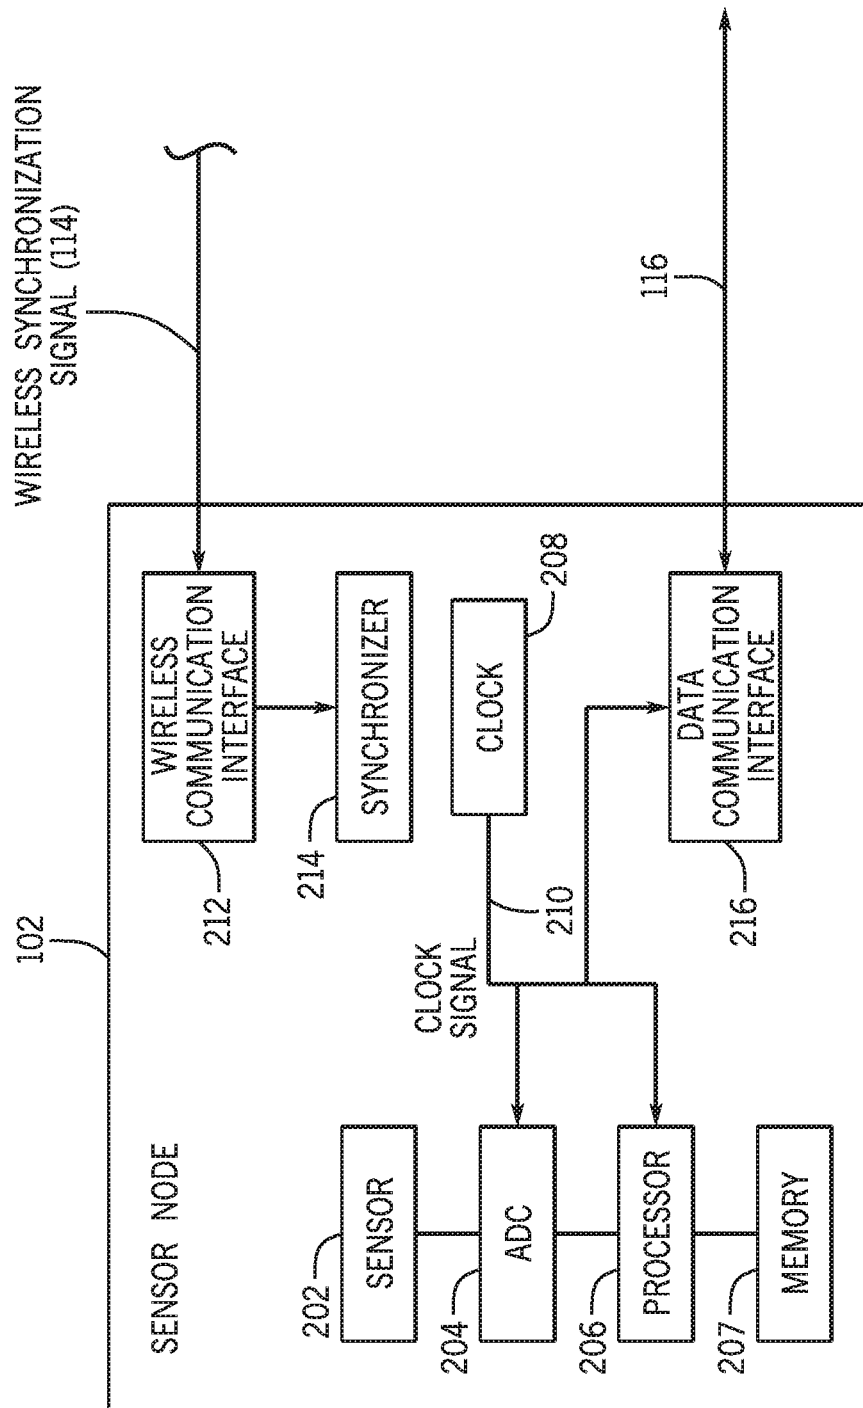 WIRELESS SYNCHRONIZATION
SIGNAL (114)
102
SENSOR NODE
WIRELESS
COMMUNICATION
INTERFACE
212
SYNCHRONIZER
214
202
SENSOR
CLOCK
208
CLOCK
SIGNAL
210
204
ADC
206
PROCESSOR
207
MEMORY
DATA
COMMUNICATION
INTERFACE
216
116